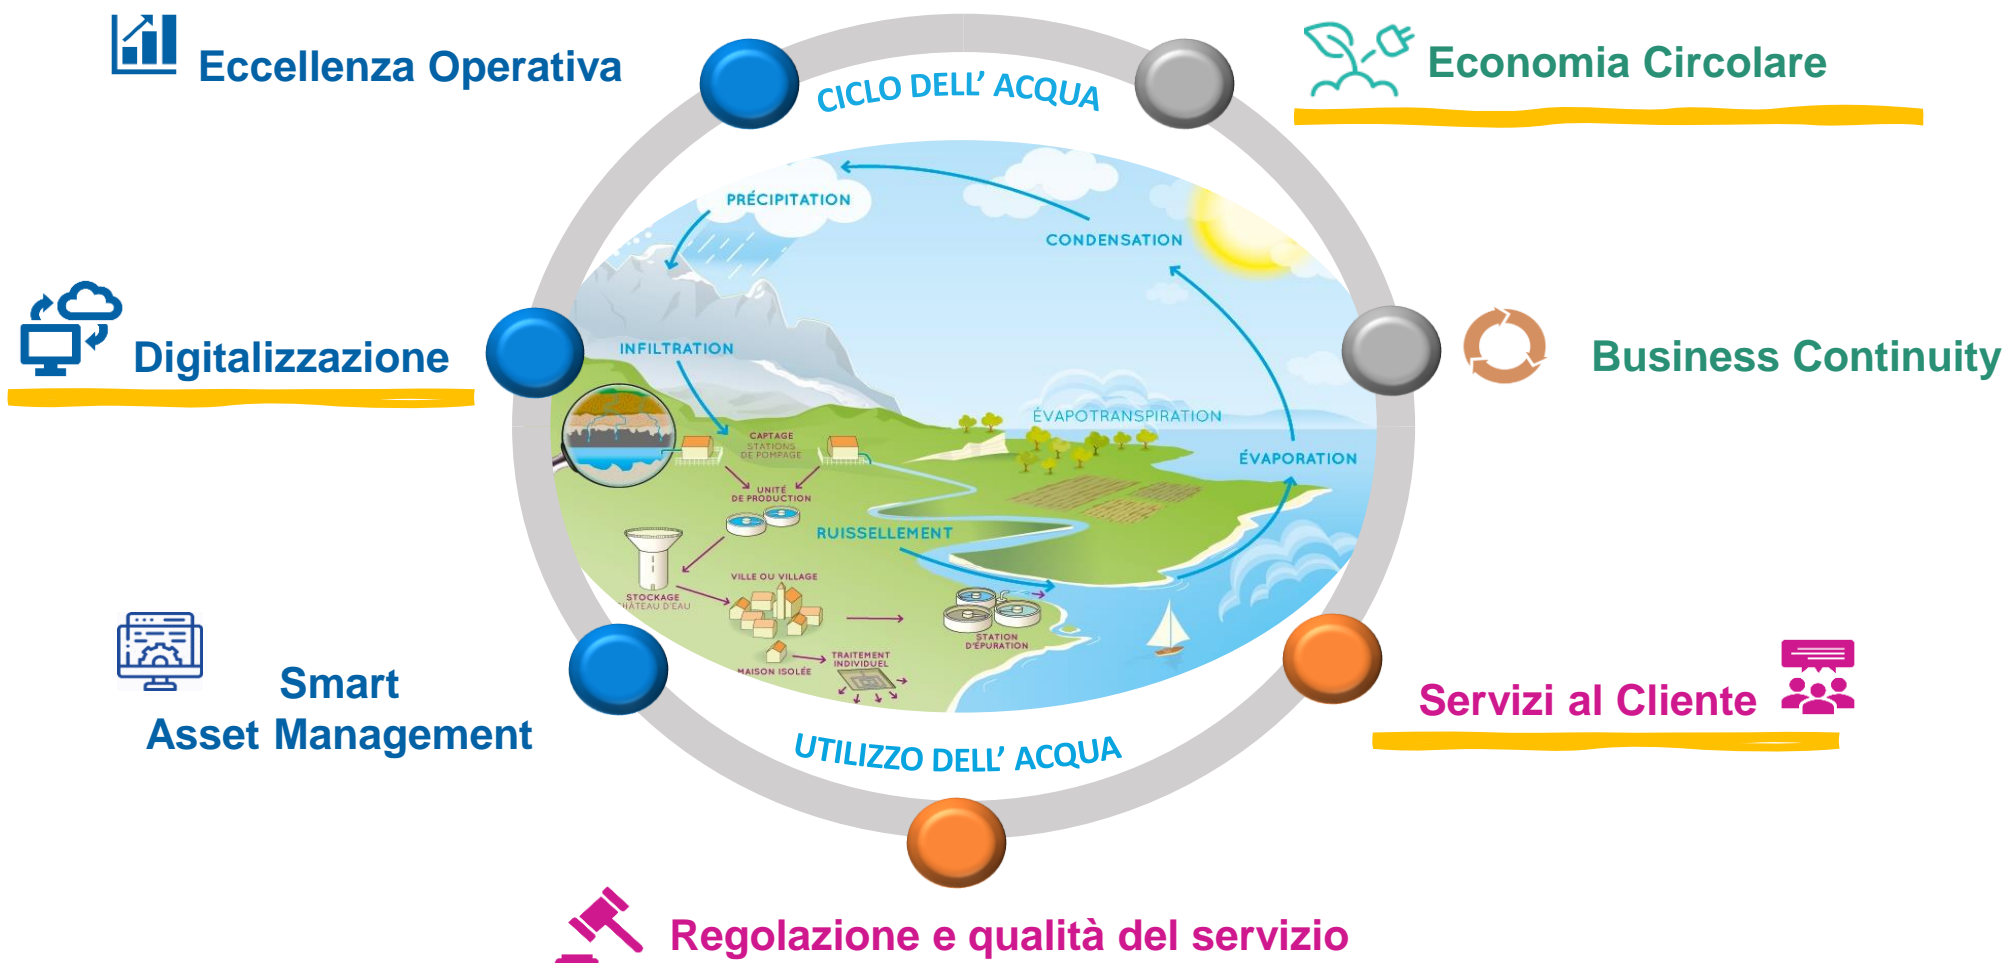 Eccellenza Operativa
Economia Circolare
CICLO DELL’ ACQUA
PRÉCIPITATION
CONDENSATION
Digitalizzazione
INFILTRATION
Business Continuity
ÉVAPOTRANSPIRATION
CAPTAGE
STATIONS
DE POMPAGE
ÉVAPORATION
UNITÉ
DE PRODUCTION
RUISSELLEMENT
VILLE OU VILLAGE
STOCKAGE
CHÂTEAU D'EAU
STATION
D'ÉPURATION
TRAITEMENT
INDIVIDUEL
MAISON ISOLÉE
Smart
Asset Management
Servizi al Cliente
UTILIZZO DELL’ ACQUA
Regolazione e qualità del servizio